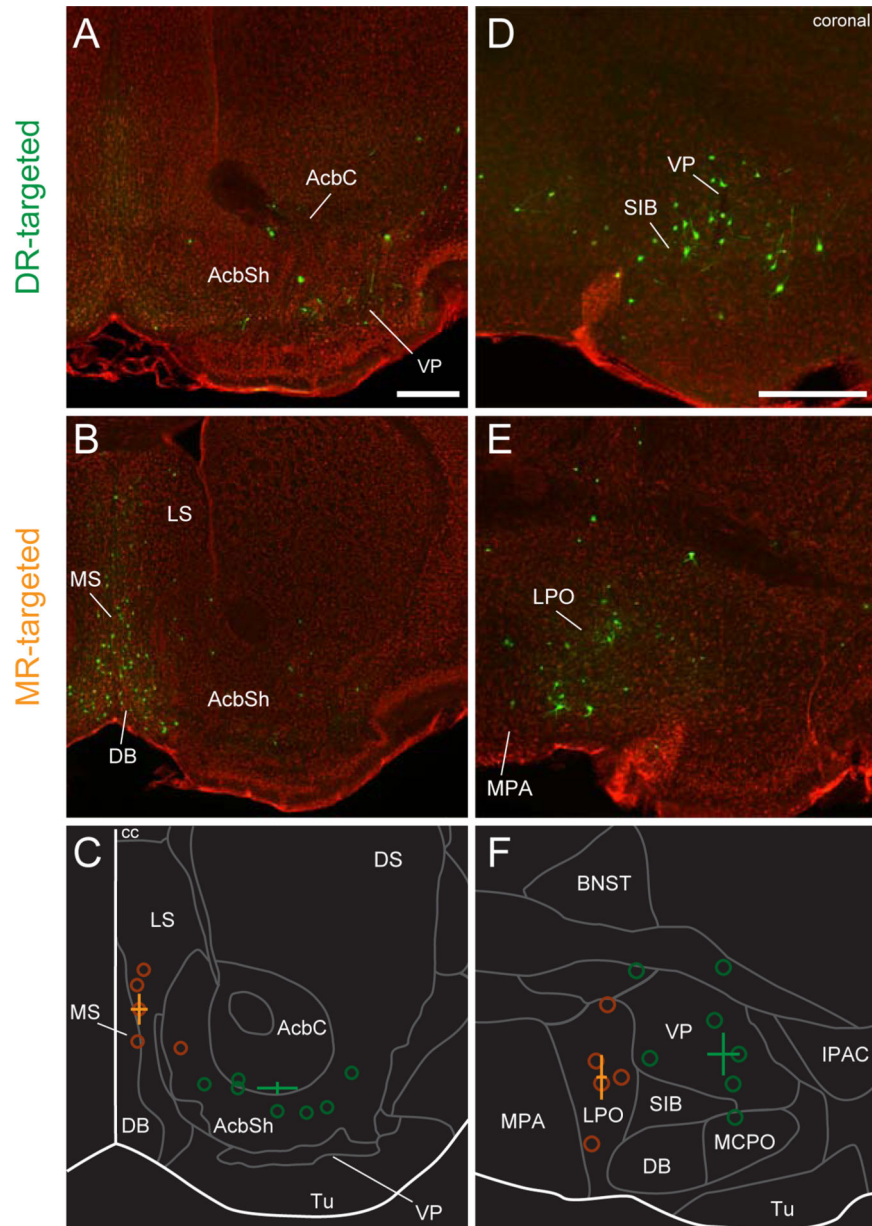 DR-targeted
MR-targeted
A
AcbC
AcbSh
VP
D
coronal
VP
SIB
B
LS
MS
AcbSh
DB
E
LPO
MPA
C
cc
DS
LS
MS
AcbC
AcbSh
DB
Tu
VP
F
BNST
VP
IPAC
SIB
LPO
MPA
MCPO
DB
Tu